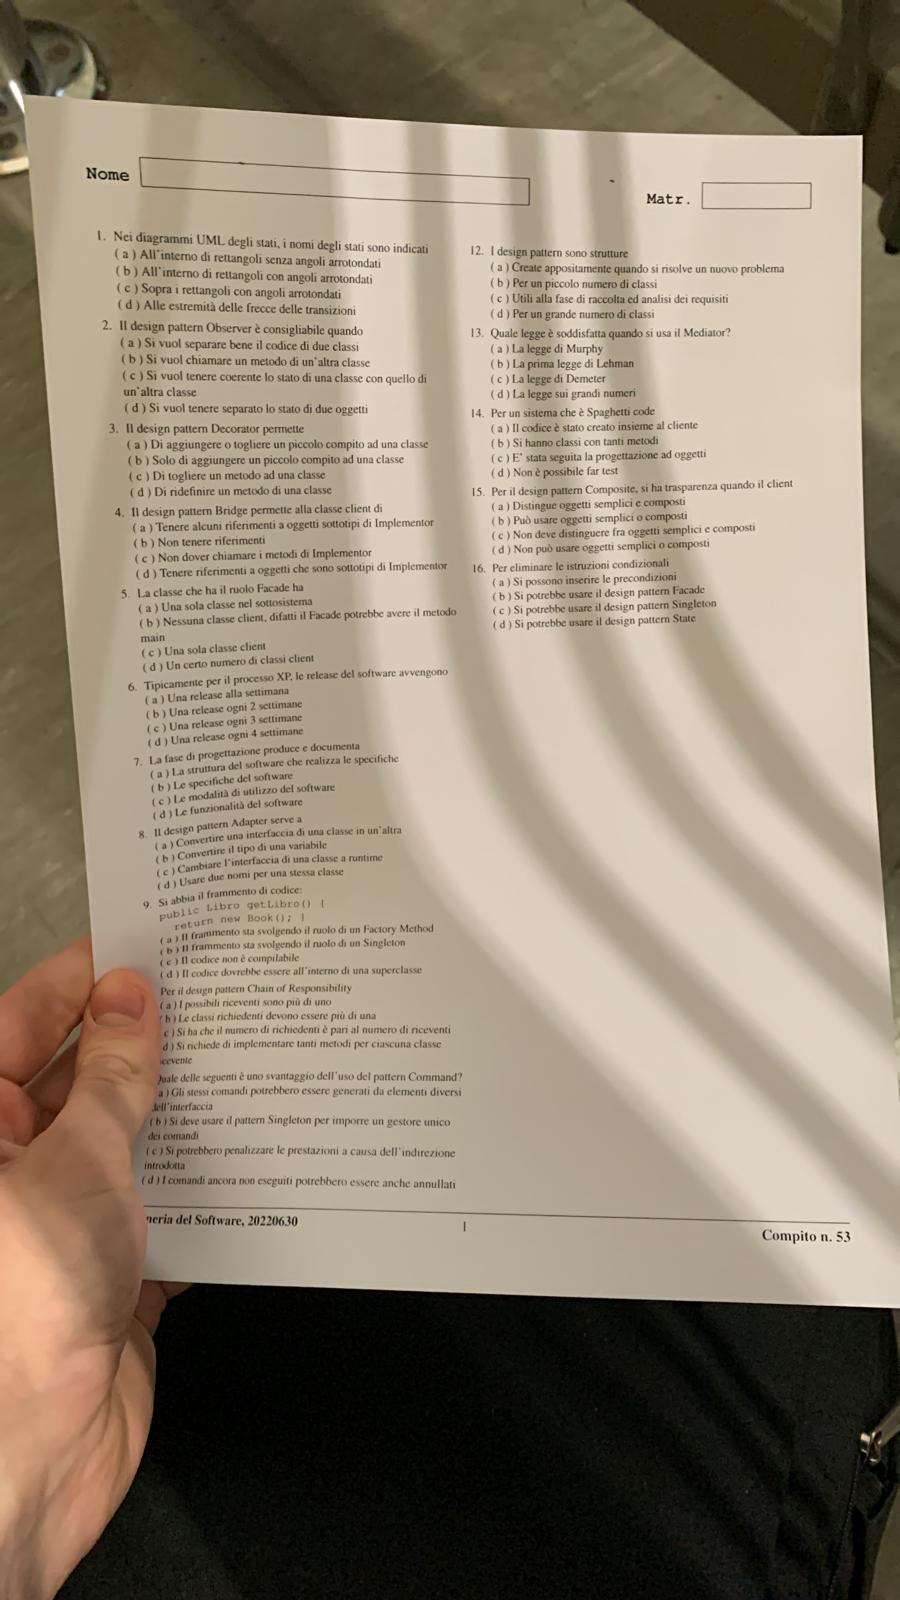 Nome
Matr.
1. Nei diagrammi UML degli stati, i nomi degli stati sono indicati
( a ) All'interno di rettangoli senza angoli arrotondati
( b ) All'interno di rettangoli con angoli arrotondati
( c ) Sopra i rettangoli con angoli arrotondati
( d ) Alle estremità delle frecce delle transizioni
2. Il design pattern Observer è consigliabile quando
( a ) Si vuol separare bene il codice di due classi
( b ) Si vuol chiamare un metodo di un'altra classe
( c ) Si vuol tenere coerente lo stato di una classe con quello di
un'altra classe
( d ) Si vuol tenere separato lo stato di due oggetti
3. Il design pattern Decorator permette
( a ) Di aggiungere o togliere un piccolo compito ad una classe
( b ) Solo di aggiungere un piccolo compito ad una classe
( c ) Di togliere un metodo ad una classe
( d ) Di ridefinire un metodo di una classe
4. Il design pattern Bridge permette alla classe client di
( a ) Tenere alcuni riferimenti a oggetti sottotipi di Implementor
( b ) Non tenere riferimenti
( c ) Non dover chiamare i metodi di Implementor
( d ) Tenere riferimenti a oggetti che sono sottotipi di Implementor
5. La classe che ha il ruolo Facade ha
( a ) Una sola classe nel sottosistema
( b ) Nessuna classe client, difatti il Facade potrebbe avere il metodo
main
( c ) Una sola classe client
( d ) Un certo numero di classi client
6. Tipicamente per il processo XP, le release del software avvengono
( a ) Una release alla settimana
( b ) Una release ogni 2 settimane
( c ) Una release ogni 3 settimane
( d ) Una release ogni 4 settimane
7. La fase di progettazione produce e documenta
( a ) La struttura del software che realizza le specifiche
( b ) Le specifiche del software
( c ) Le modalità di utilizzo del software
( d ) Le funzionalità del software
8. Il design pattern Adapter serve a
( a ) Convertire una interfaccia di una classe in un'altra
( b ) Convertire il tipo di una variabile
( c ) Cambiare l'interfaccia di una classe a runtime
( d ) Usare due nomi per una stessa classe
9. Si abbia il frammento di codice:
public Libro getLibro() {
return new Book(); }
( a ) Il frammento sta svolgendo il ruolo di un Factory Method
( b ) Il frammento sta svolgendo il ruolo di un Singleton
( c ) Il codice non è compilabile
( d ) Il codice dovrebbe essere all'interno di una superclasse
Per il design pattern Chain of Responsibility
( a ) I possibili riceventi sono più di uno
b ) Le classi richiedenti devono essere più di una
c ) Si ha che il numero di richiedenti è pari al numero di riceventi
d ) Si richiede di implementare tanti metodi per ciascuna classe
icevente
Quale delle seguenti è uno svantaggio dell'uso del pattern Command?
a ) Gli stessi comandi potrebbero essere generati da elementi diversi
dell'interfaccia
( b ) Si deve usare il pattern Singleton per imporre un gestore unico
dei comandi
( c ) Si potrebbero penalizzare le prestazioni a causa dell'indirezione
introdotta
( d ) I comandi ancora non eseguiti potrebbero essere anche annullati
12. I design pattern sono strutture
( a ) Create appositamente quando si risolve un nuovo problema
( b ) Per un piccolo numero di classi
( c ) Utili alla fase di raccolta ed analisi dei requisiti
( d ) Per un grande numero di classi
13. Quale legge è soddisfatta quando si usa il Mediator?
( a ) La legge di Murphy
( b ) La prima legge di Lehman
( c ) La legge di Demeter
( d ) La legge sui grandi numeri
14. Per un sistema che è Spaghetti code
( a ) Il codice è stato creato insieme al cliente
( b ) Si hanno classi con tanti metodi
( c ) E' stata seguita la progettazione ad oggetti
( d ) Non è possibile far test
15. Per il design pattern Composite, si ha trasparenza quando il client
( a ) Distingue oggetti semplici e composti
( b ) Può usare oggetti semplici o composti
( c ) Non deve distinguere fra oggetti semplici e composti
( d ) Non può usare oggetti semplici o composti
16. Per eliminare le istruzioni condizionali
( a ) Si possono inserire le precondizioni
( b ) Si potrebbe usare il design pattern Facade
( c ) Si potrebbe usare il design pattern Singleton
( d ) Si potrebbe usare il design pattern State
neria del Software, 20220630
1
Compito n. 53